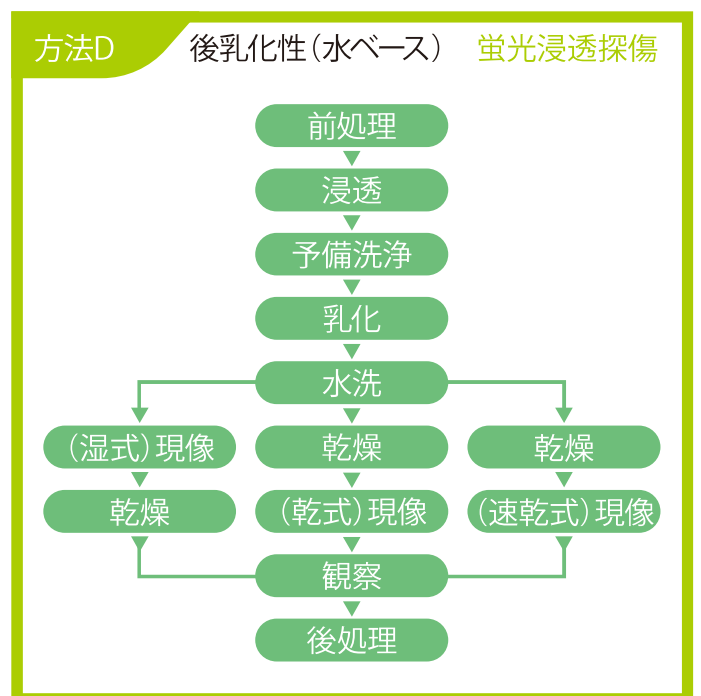 方法D 後乳化性（水ベース） 蛍光浸透探傷
前処理
浸透
予備洗浄
乳化
水洗
（湿式）現像 乾燥 乾燥
乾燥 （乾式）現像 （速乾式）現像
観察
後処理